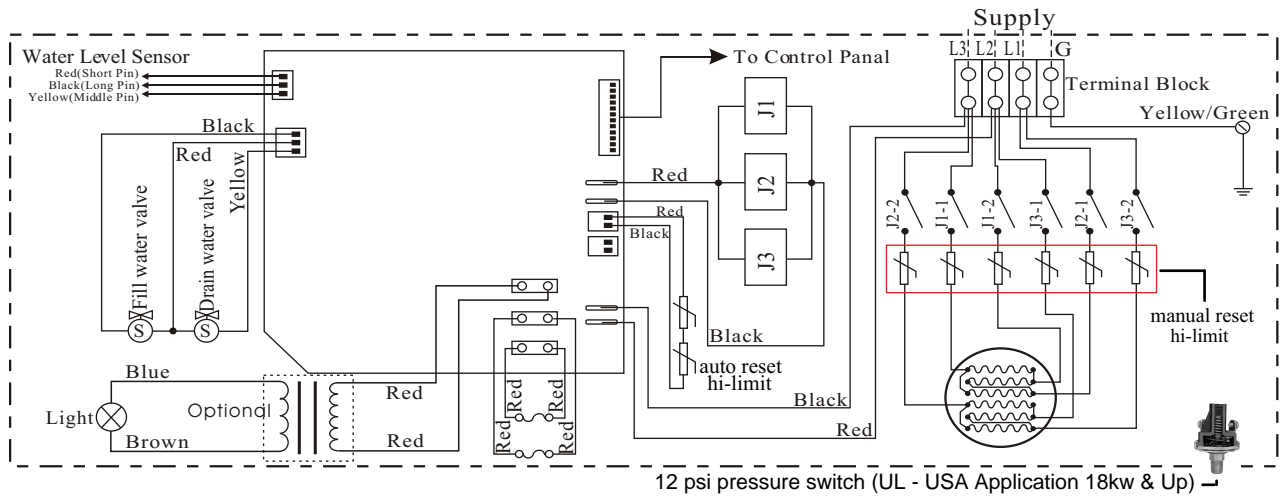 Supply
L3 L2 L1 G
Water Level Sensor
Red(Short Pin)
Black(Long Pin)
Yellow(Middle Pin)
To Control Panal
Terminal Block
Yellow/Green
Black
Red
Yellow
Fill water valve
Drain water valve
S
S
J1
J2
J3
Red
Red
Black
J2-2
J1-1
J1-2
J3-1
J2-1
J3-2
manual reset
hi-limit
Black
auto reset
hi-limit
Blue
Light
Optional
Brown
Red
Red
Red
Red
Red
Red
Black
Red
12 psi pressure switch (UL - USA Application 18kw & Up)